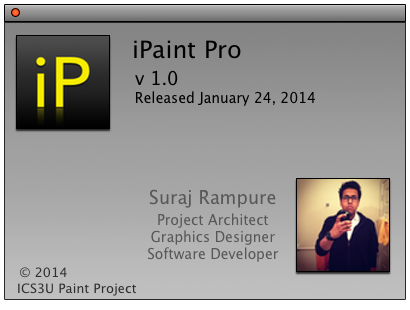 iP
iPaint Pro
v 1.0
Released January 24, 2014
Suraj Rampure
Project Architect
Graphics Designer
Software Developer
© 2014
ICS3U Paint Project